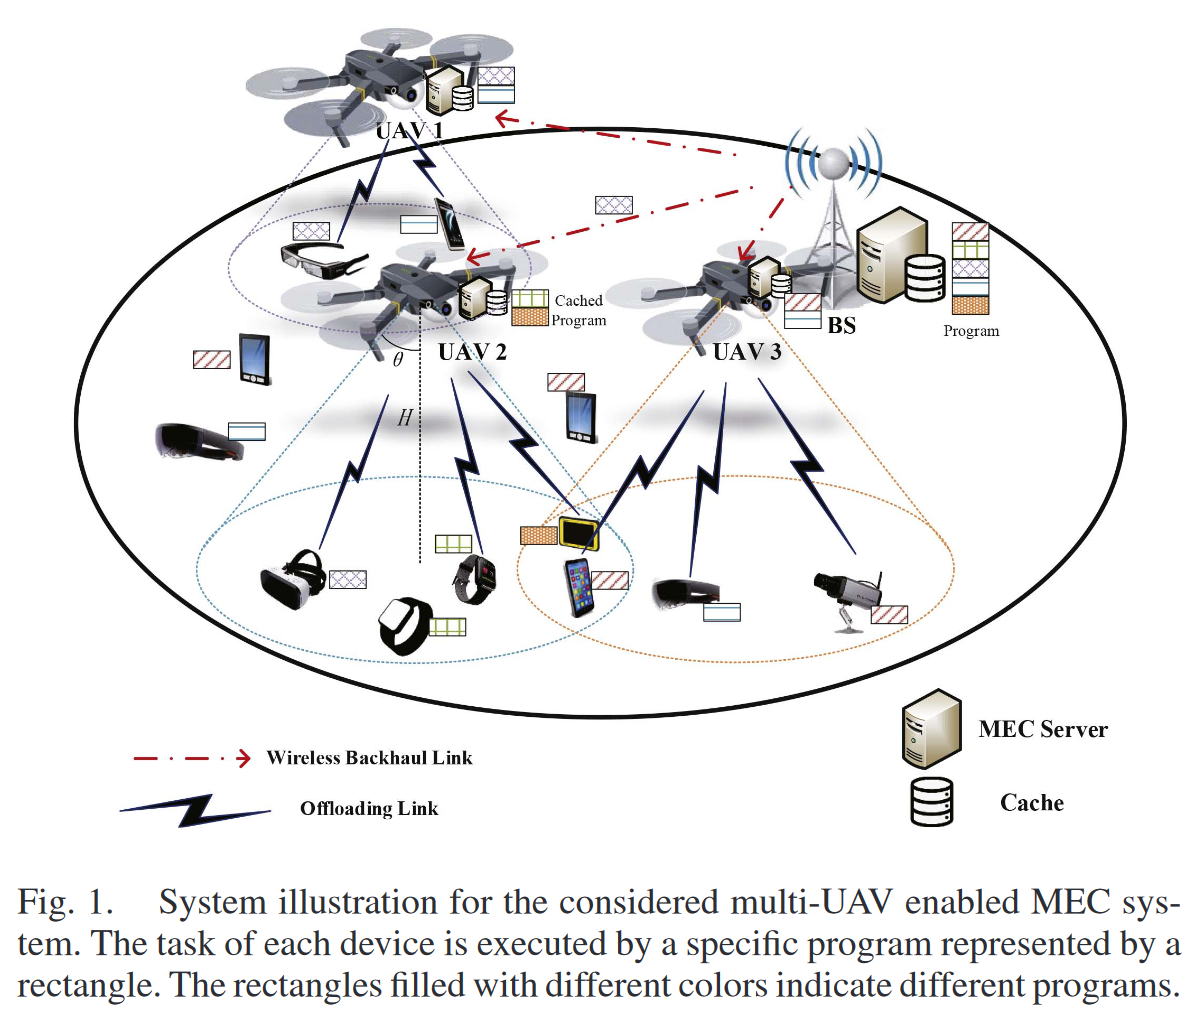 UAV 1
Cached
Program
BS
Program
UAV 2
UAV 3
θ
H
MEC Server
Wireless Backhaul Link
Cache
Offloading Link
Fig. 1. System illustration for the considered multi-UAV enabled MEC sys-
tem. The task of each device is executed by a specific program represented by a
rectangle. The rectangles filled with different colors indicate different programs.